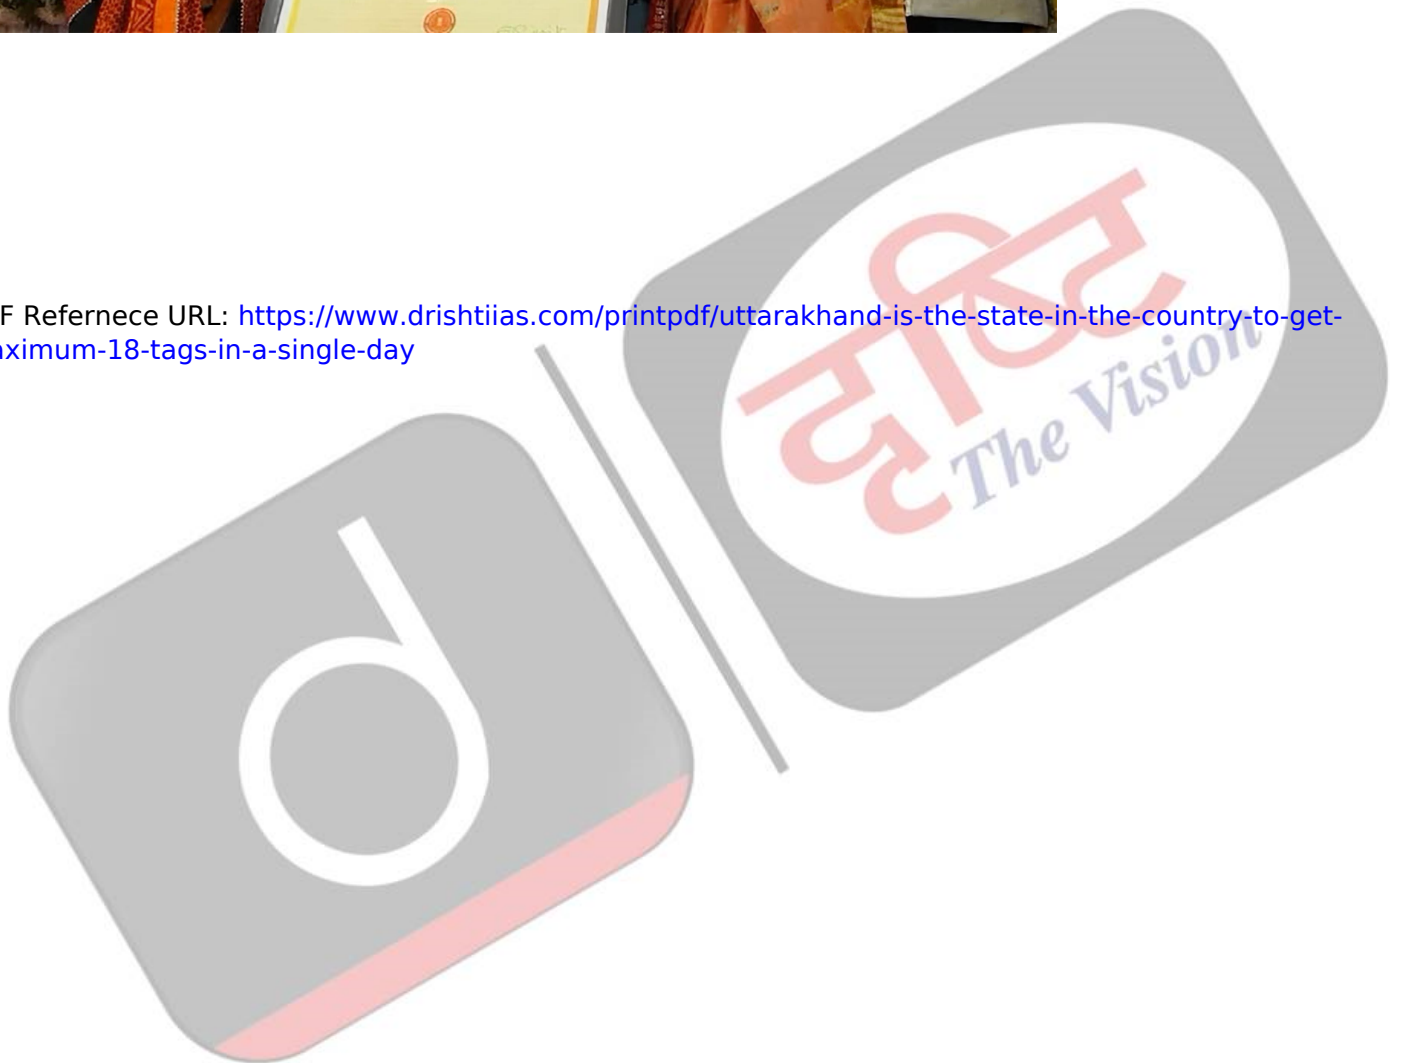 F Refernece URL: https://www.drishtiias.com/printpdf/uttarakhand-is-the-state-in-the-country-to-get-
aximum-18-tags-in-a-single-day
दृष्टि
The Vision
d